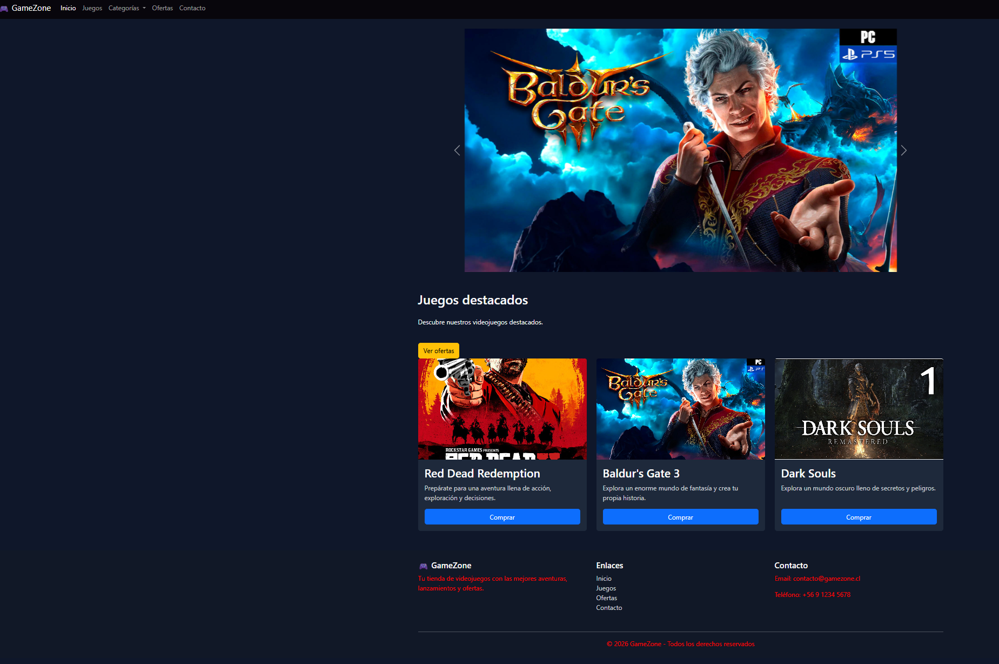 GameZone Inicio Juegos Categorías Ofertas Contacto
PC
PS5
BALDUR'S
GATE
III
Juegos destacados
Descubre nuestros videojuegos destacados.
Ver ofertas
ROCKSTAR GAMES PRESENTS
RED DEAD II
Red Dead Redemption
Prepárate para una aventura llena de acción,
exploración y decisiones.
Comprar
PC
BALDUR'S
GATE
III
Baldur's Gate 3
Explora un enorme mundo de fantasía y crea tu
propia historia.
Comprar
1
DARK SOULS
REMASTERED
Dark Souls
Explora un mundo oscuro lleno de secretos y peligros.
Comprar
GameZone
Tu tienda de videojuegos con las mejores aventuras,
lanzamientos y ofertas.
Enlaces
Inicio
Juegos
Ofertas
Contacto
Contacto
Email: contacto@gamezone.cl
Teléfono: +56 9 1234 5678
© 2026 GameZone - Todos los derechos reservados